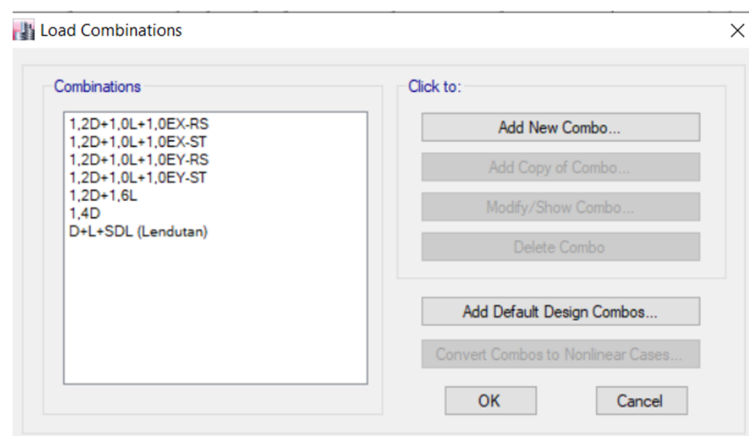 Load Combinations
Combinations
1,2D+1,0L+1,0EX-RS
1,2D+1,0L+1,0EX-ST
1,2D+1,0L+1,0EY-RS
1,2D+1,0L+1,0EY-ST
1,2D+1,6L
1,4D
D+L+SDL (Lendutan)
Click to:
Add New Combo...
Add Copy of Combo...
Modify/Show Combo...
Delete Combo
Add Default Design Combos...
Convert Combos to Nonlinear Cases...
OK
Cancel